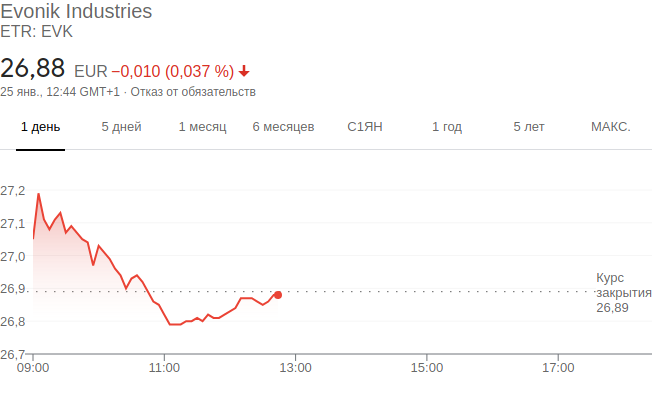 Evonik Industries
ETR: EVK
26,88 EUR −0,010 (0,037 %)
25 янв., 12:44 GMT+1 · Отказ от обязательств
1 день 5 дней 1 месяц 6 месяцев С1ЯН 1 год 5 лет МАКС.
27,2
27,1
27,0
26,9
26,8
26,7
Курс
закрытия
26,89
09:00 11:00 13:00 15:00 17:00